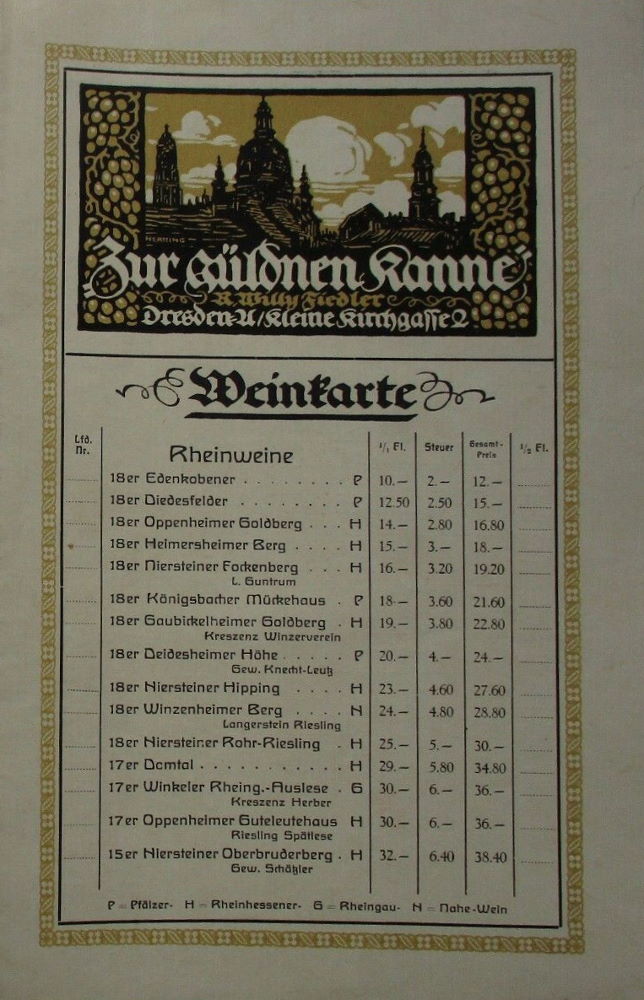 HERRING
Zur Güldnen Kanne
R. Willy Fiedler
Dresden-A/Kleine Kirchgasse 2
Weinkarte
Lfd. Nr. Rheinweine 1/1 Fl. Steuer Gesamt-Preis 1/2 Fl.
18er Edenkobener . . . . . . . . P 10.— 2.— 12.—
18er Diedesfelder . . . . . . . . P 12.50 2.50 15.—
18er Oppenheimer Goldberg . . . H 14.— 2.80 16.80
18er Heimersheimer Berg . . . . H 15.— 3.— 18.—
18er Niersteiner Fockenberg . . H 16.— 3.20 19.20
L. Guntrum
18er Königsbacher Mückehaus . P 18.— 3.60 21.60
18er Gaubickelheimer Goldberg . H 19.— 3.80 22.80
Kreszenz Winzerverein
18er Deidesheimer Höhe . . . . . P 20.— 4.— 24.—
Gew. Knecht-Leutz
18er Niersteiner Hipping . . . . H 23.— 4.60 27.60
18er Winzenheimer Berg . . . . N 24.— 4.80 28.80
Langerstein Riesling
18er Niersteiner Rohr-Riesling . H 25.— 5.— 30.—
17er Domtal . . . . . . . . . . H 29.— 5.80 34.80
17er Winkeler Rheing.-Auslese . G 30.— 6.— 36.—
Kreszenz Herber
17er Oppenheimer Guteleutehaus H 30.— 6.— 36.—
Riesling Spätlese
15er Niersteiner Oberbruderberg . H 32.— 6.40 38.40
Gew. Schätzler
P = Pfälzer- H = Rheinhessener- G = Rheingau- N = Nahe-Wein